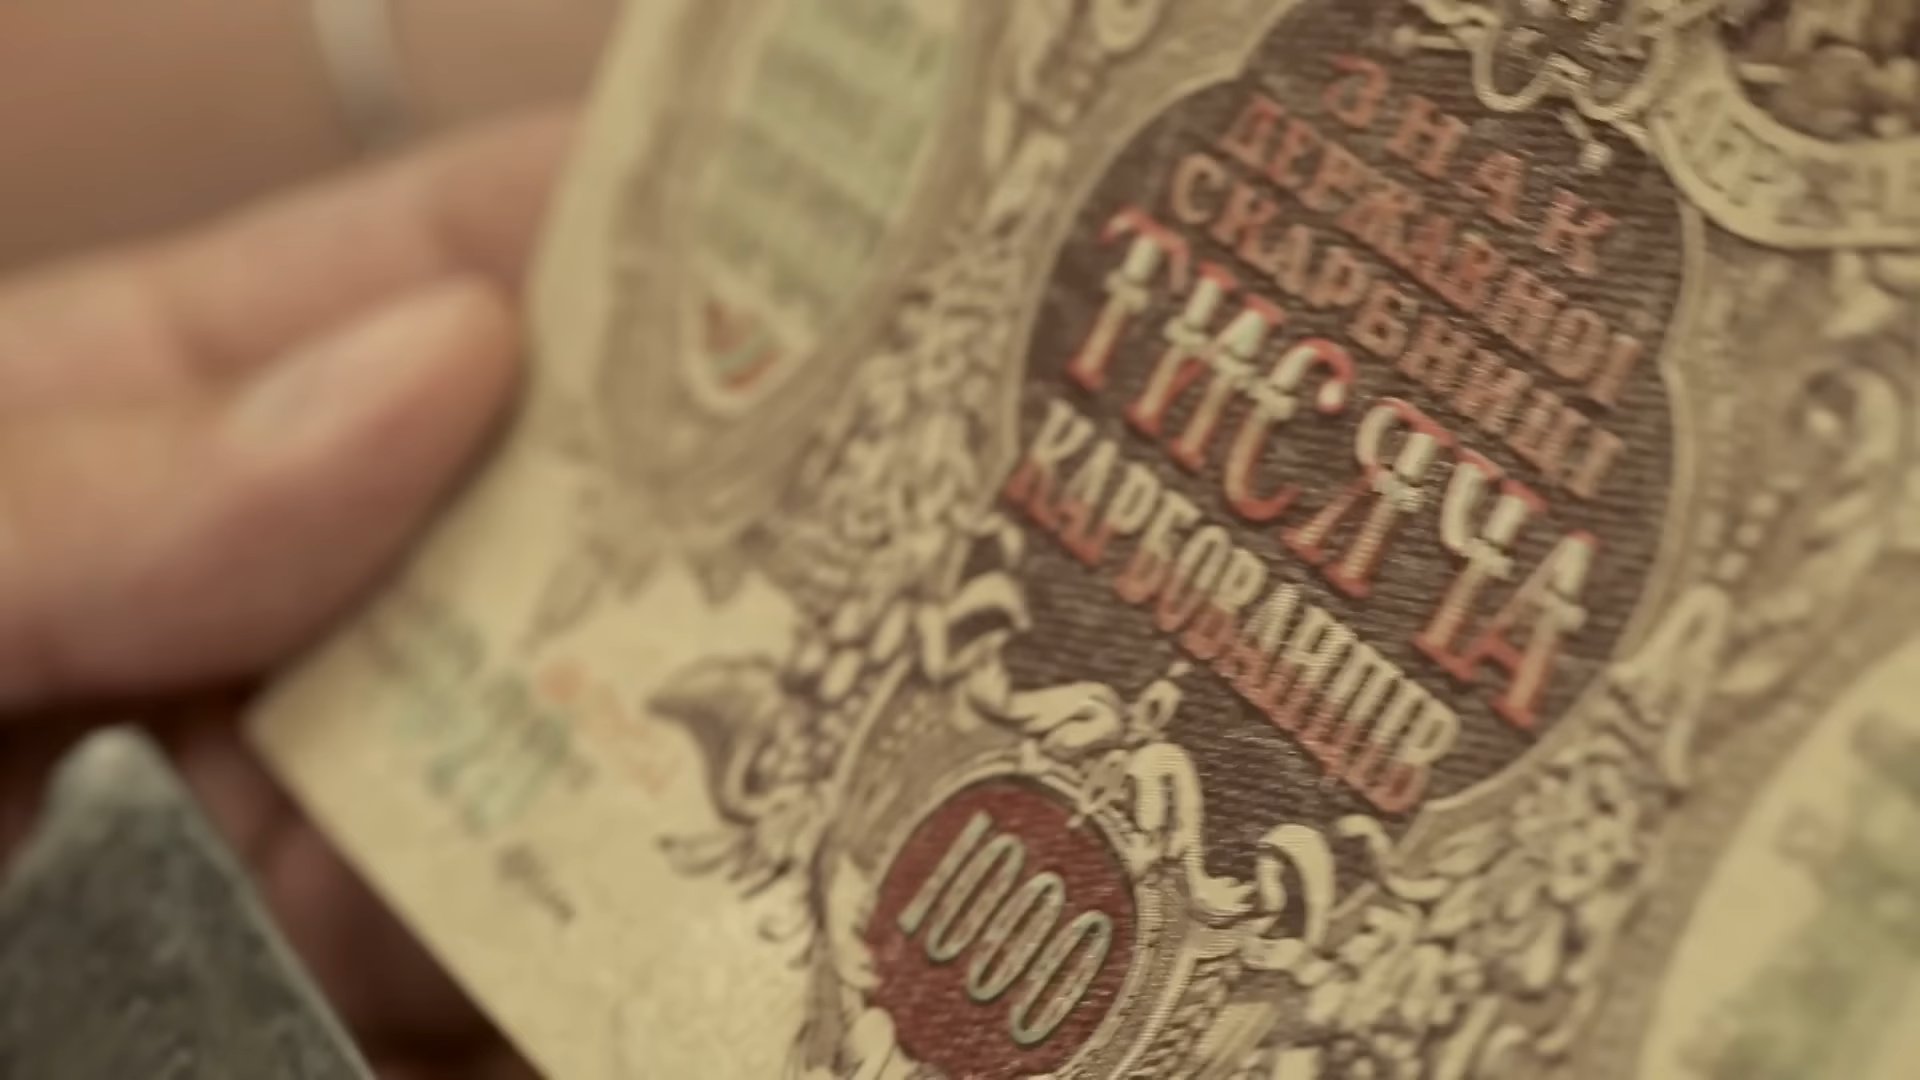 ЗНАК
ДЕРЖАВНОЇ
СКАРБНИЦІ
ТИСЯЧА
КАРБОВАНЦІВ
1000